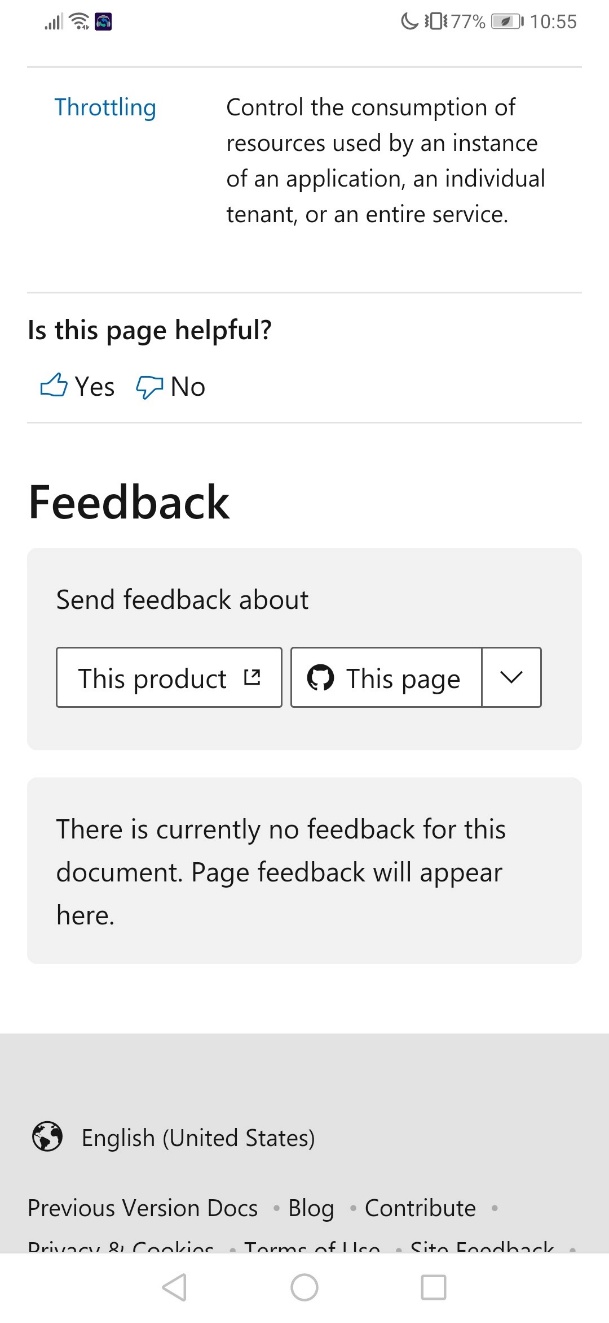 77% 10:55
Throttling
Control the consumption of
resources used by an instance
of an application, an individual
tenant, or an entire service.
Is this page helpful?
Yes No
Feedback
Send feedback about
This product This page
There is currently no feedback for this
document. Page feedback will appear
here.
English (United States)
Previous Version Docs • Blog • Contribute •
Privacy & Cookies • Terms of Use • Site Feedback •